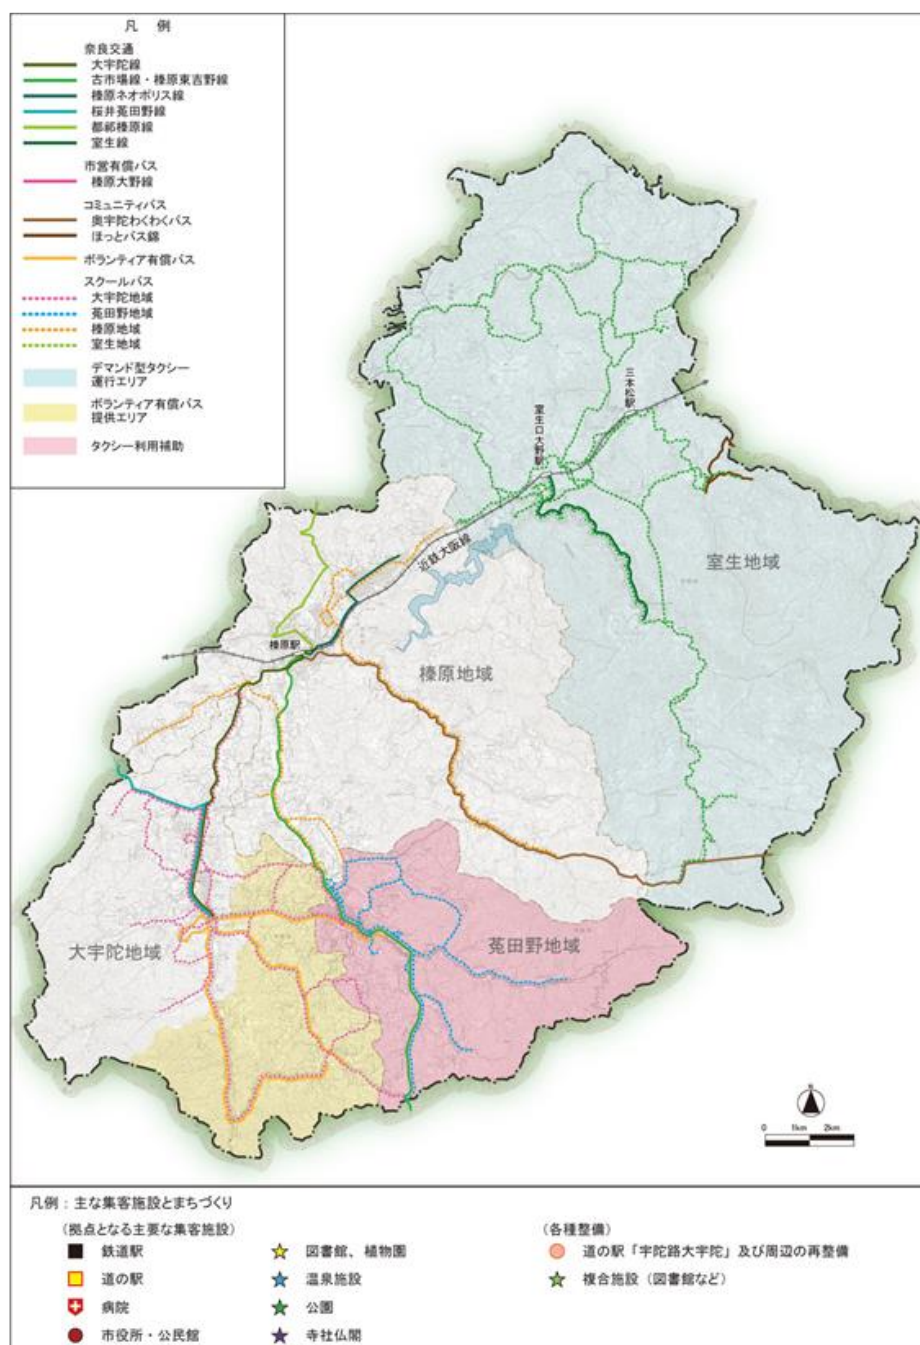 凡 例
奈良交通
大宇陀線
古市場線・榛原東吉野線
榛原ネオポリス線
桜井菟田野線
都祁榛原線
室生線
市営有償バス
榛原大野線
コミュニティバス
奥宇陀わくわくバス
ほっとバス錦
ボランティア有償バス
スクールバス
大宇陀地域
菟田野地域
榛原地域
室生地域
デマンド型タクシー
運行エリア
ボランティア有償バス
提供エリア
タクシー利用補助
三本松駅
室生口大野駅
近鉄大阪線
室生地域
榛原駅
榛原地域
大宇陀地域
菟田野地域
N
0 1km 2km
凡例：主な集客施設とまちづくり
（拠点となる主要な集客施設）
鉄道駅
道の駅
病院
市役所・公民館
図書館、植物園
温泉施設
公園
寺社仏閣
（各種整備）
道の駅「宇陀路大宇陀」及び周辺の再整備
複合施設（図書館など）